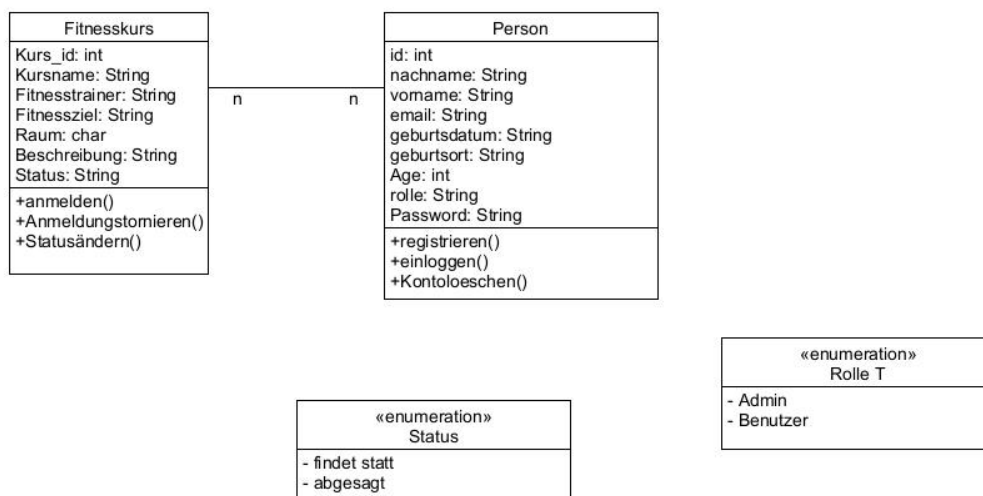 Fitnesskurs
Kurs_id: int
Kursname: String
Fitnesstrainer: String
Fitnessziel: String
Raum: char
Beschreibung: String
Status: String
+anmelden()
+Anmeldungstornieren()
+Statusändern()
n
n
Person
id: int
nachname: String
vorname: String
email: String
geburtsdatum: String
geburtsort: String
Age: int
rolle: String
Password: String
+registrieren()
+einloggen()
+Kontoloeschen()
«enumeration»
Rolle T
- Admin
- Benutzer
«enumeration»
Status
- findet statt
- abgesagt